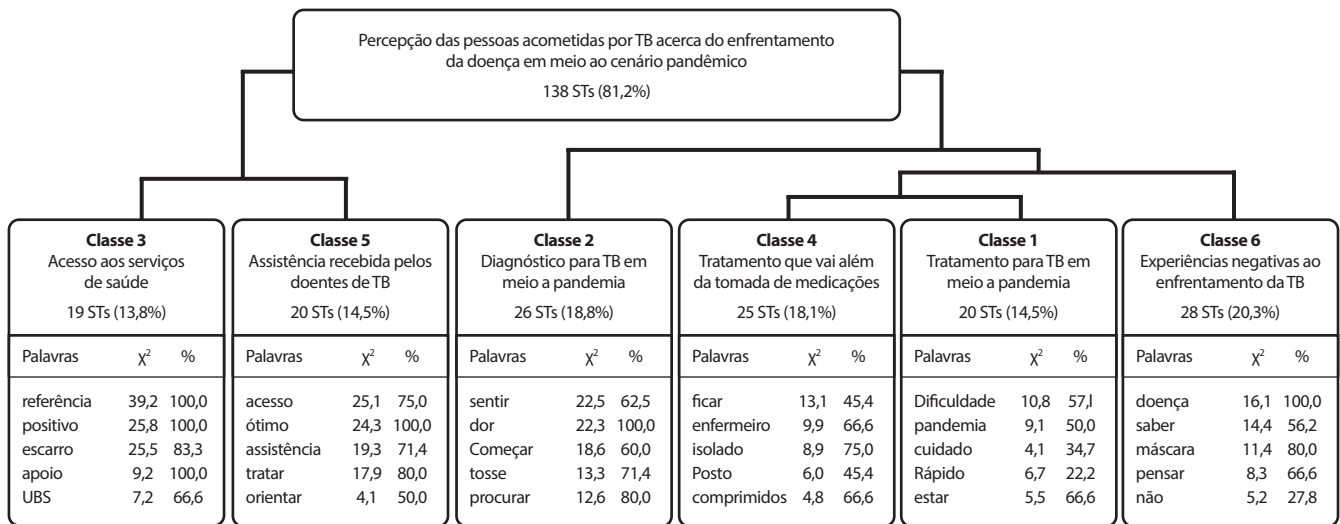 Percepção das pessoas acometidas por TB acerca do enfrentamento
da doença em meio ao cenário pandêmico
138 STs (81,2%)
Classe 3
Acesso aos serviços
de saúde
19 STs (13,8%)
Palavras χ² %
referência 39,2 100,0
positivo 25,8 100,0
escarro 25,5 83,3
apoio 9,2 100,0
UBS 7,2 66,6
Classe 5
Assistência recebida pelos
doentes de TB
20 STs (14,5%)
Palavras χ² %
acesso 25,1 75,0
ótimo 24,3 100,0
assistência 19,3 71,4
tratar 17,9 80,0
orientar 4,1 50,0
Classe 2
Diagnóstico para TB em
meio a pandemia
26 STs (18,8%)
Palavras χ² %
sentir 22,5 62,5
dor 22,3 100,0
Começar 18,6 60,0
tosse 13,3 71,4
procurar 12,6 80,0
Classe 4
Tratamento que vai além
da tomada de medicações
25 STs (18,1%)
Palavras χ² %
ficar 13,1 45,4
enfermeiro 9,9 66,6
isolado 8,9 75,0
Posto 6,0 45,4
comprimidos 4,8 66,6
Classe 1
Tratamento para TB em
meio a pandemia
20 STs (14,5%)
Palavras χ² %
Dificuldade 10,8 57,l
pandemia 9,1 50,0
cuidado 4,1 34,7
Rápido 6,7 22,2
estar 5,5 66,6
Classe 6
Experiências negativas ao
enfrentamento da TB
28 STs (20,3%)
Palavras χ² %
doença 16,1 100,0
saber 14,4 56,2
máscara 11,4 80,0
pensar 8,3 66,6
não 5,2 27,8